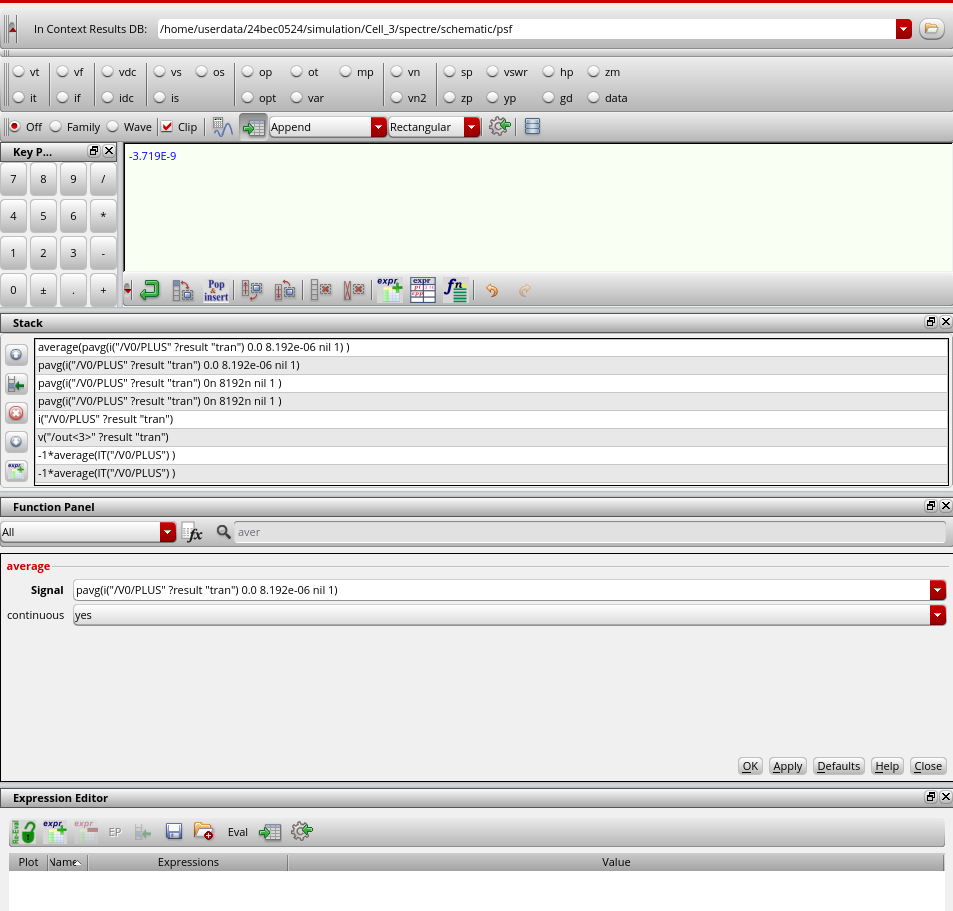 In Context Results DB: /home/userdata/24bec0524/simulation/Cell_3/spectre/schematic/psf
vt vf vdc vs os op ot mp vn sp vswr hp zm
it if idc is opt var vn2 zp yp gd data
Off Family Wave Clip Append Rectangular
Key P...
7 8 9 /
4 5 6 *
1 2 3 -
0 ± . +
-3.719E-9
Pop insert expr expr fn
Stack
average(pavg(i("/V0/PLUS" ?result "tran") 0.0 8.192e-06 nil 1) )
pavg(i("/V0/PLUS" ?result "tran") 0.0 8.192e-06 nil 1)
pavg(i("/V0/PLUS" ?result "tran") 0n 8192n nil 1 )
pavg(i("/V0/PLUS" ?result "tran") 0n 8192n nil 1 )
i("/V0/PLUS" ?result "tran")
v("/out<3>" ?result "tran")
-1*average(IT("/V0/PLUS") )
-1*average(IT("/V0/PLUS") )
expr
Function Panel
All fx aver
average
Signal pavg(i("/V0/PLUS" ?result "tran") 0.0 8.192e-06 nil 1)
continuous yes
OK Apply Defaults Help Close
Expression Editor
expr expr EP Eval
Plot Name Expressions Value